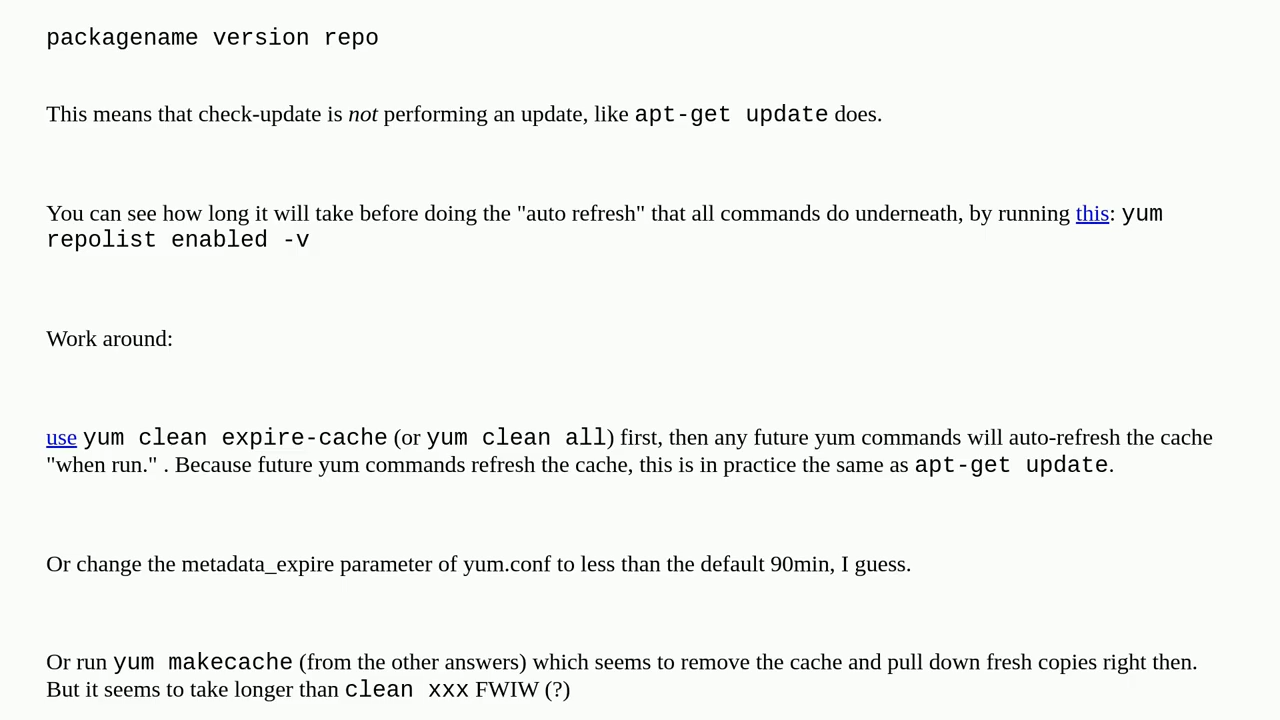 packagename version repo
This means that check-update is not performing an update, like apt-get update does.
You can see how long it will take before doing the "auto refresh" that all commands do underneath, by running this: yum
repolist enabled -v
Work around:
use yum clean expire-cache (or yum clean all) first, then any future yum commands will auto-refresh the cache
"when run." . Because future yum commands refresh the cache, this is in practice the same as apt-get update.
Or change the metadata_expire parameter of yum.conf to less than the default 90min, I guess.
Or run yum makecache (from the other answers) which seems to remove the cache and pull down fresh copies right then.
But it seems to take longer than clean xxx FWIW (?)